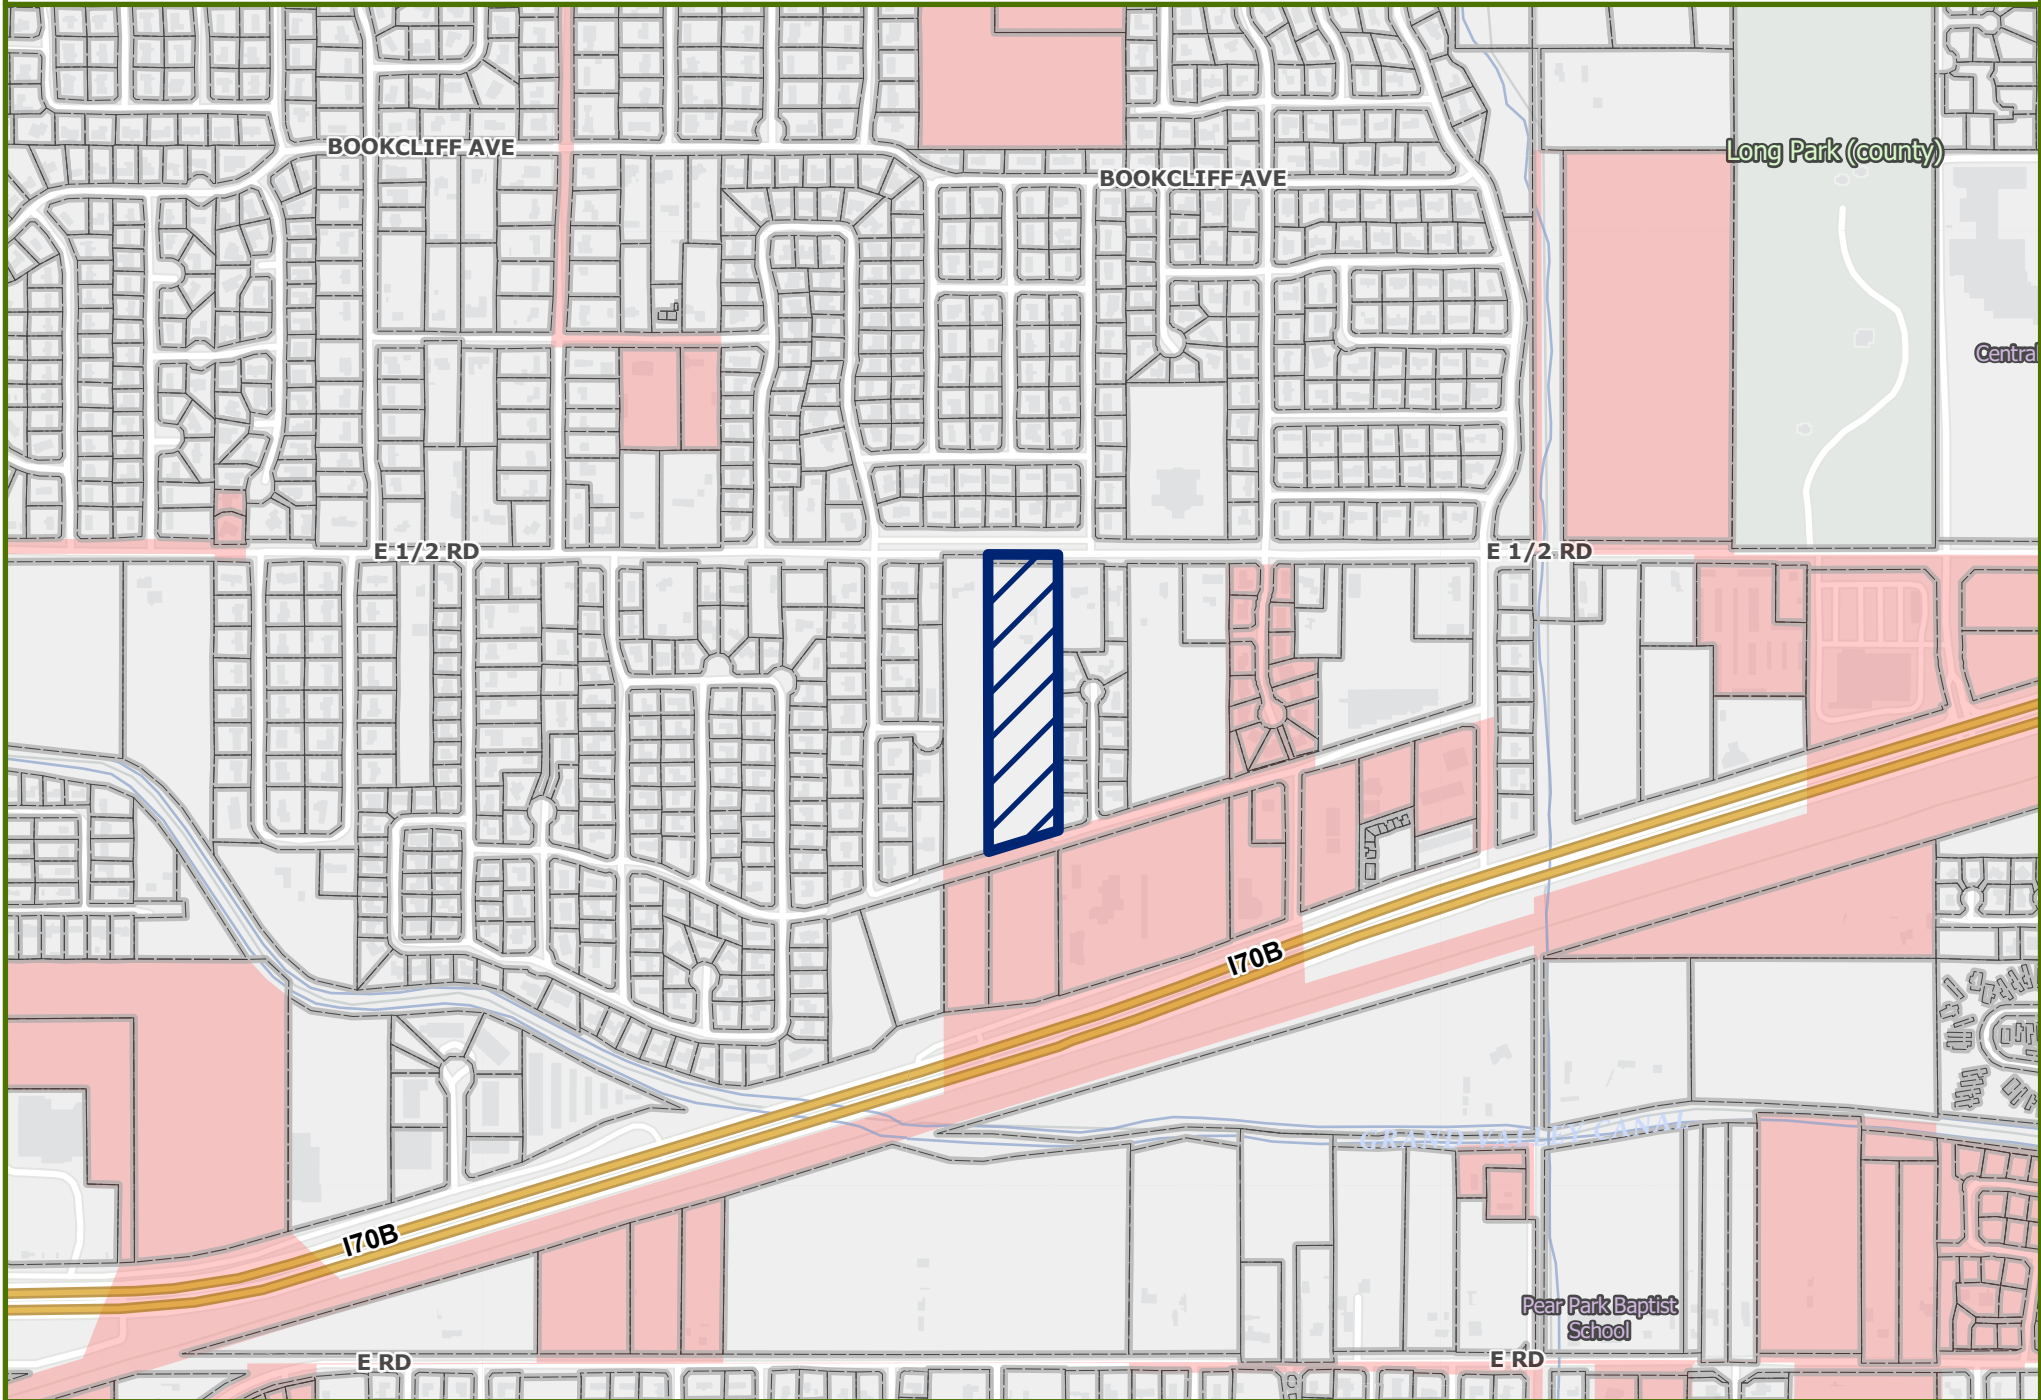 BOOKCLIFF AVE
Long Park (county)
BOOKCLIFF AVE
Central
E 1/2 RD
E 1/2 RD
I70B
GRAND VALLEY CANAL
I70B
Pear Park Baptist
School
E RD
E RD